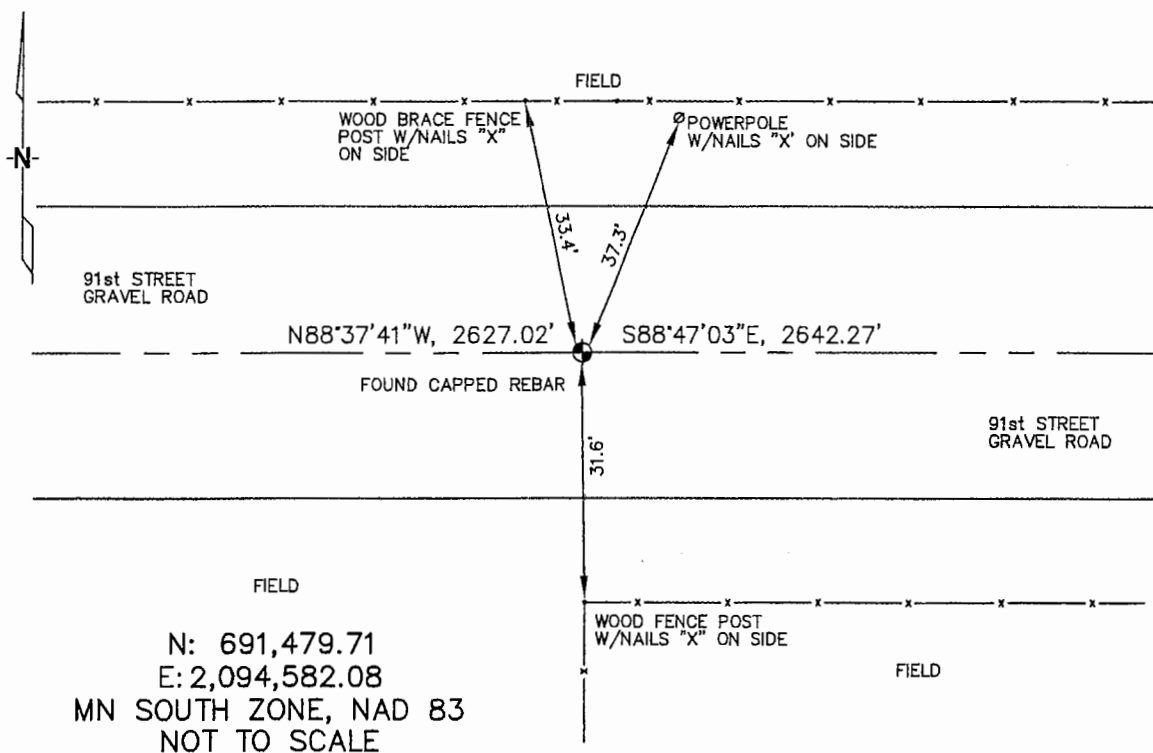 FIELD
WOOD BRACE FENCE
POST W/NAILS "X"
ON SIDE
POWERPOLE
W/NAILS "X' ON SIDE
N
33.4'
37.3'
91st STREET
GRAVEL ROAD
N88°37'41"W, 2627.02'
S88°47'03"E, 2642.27'
FOUND CAPPED REBAR
91st STREET
GRAVEL ROAD
31.6'
FIELD
WOOD FENCE POST
W/NAILS "X" ON SIDE
FIELD
N: 691,479.71
E: 2,094,582.08
MN SOUTH ZONE, NAD 83
NOT TO SCALE